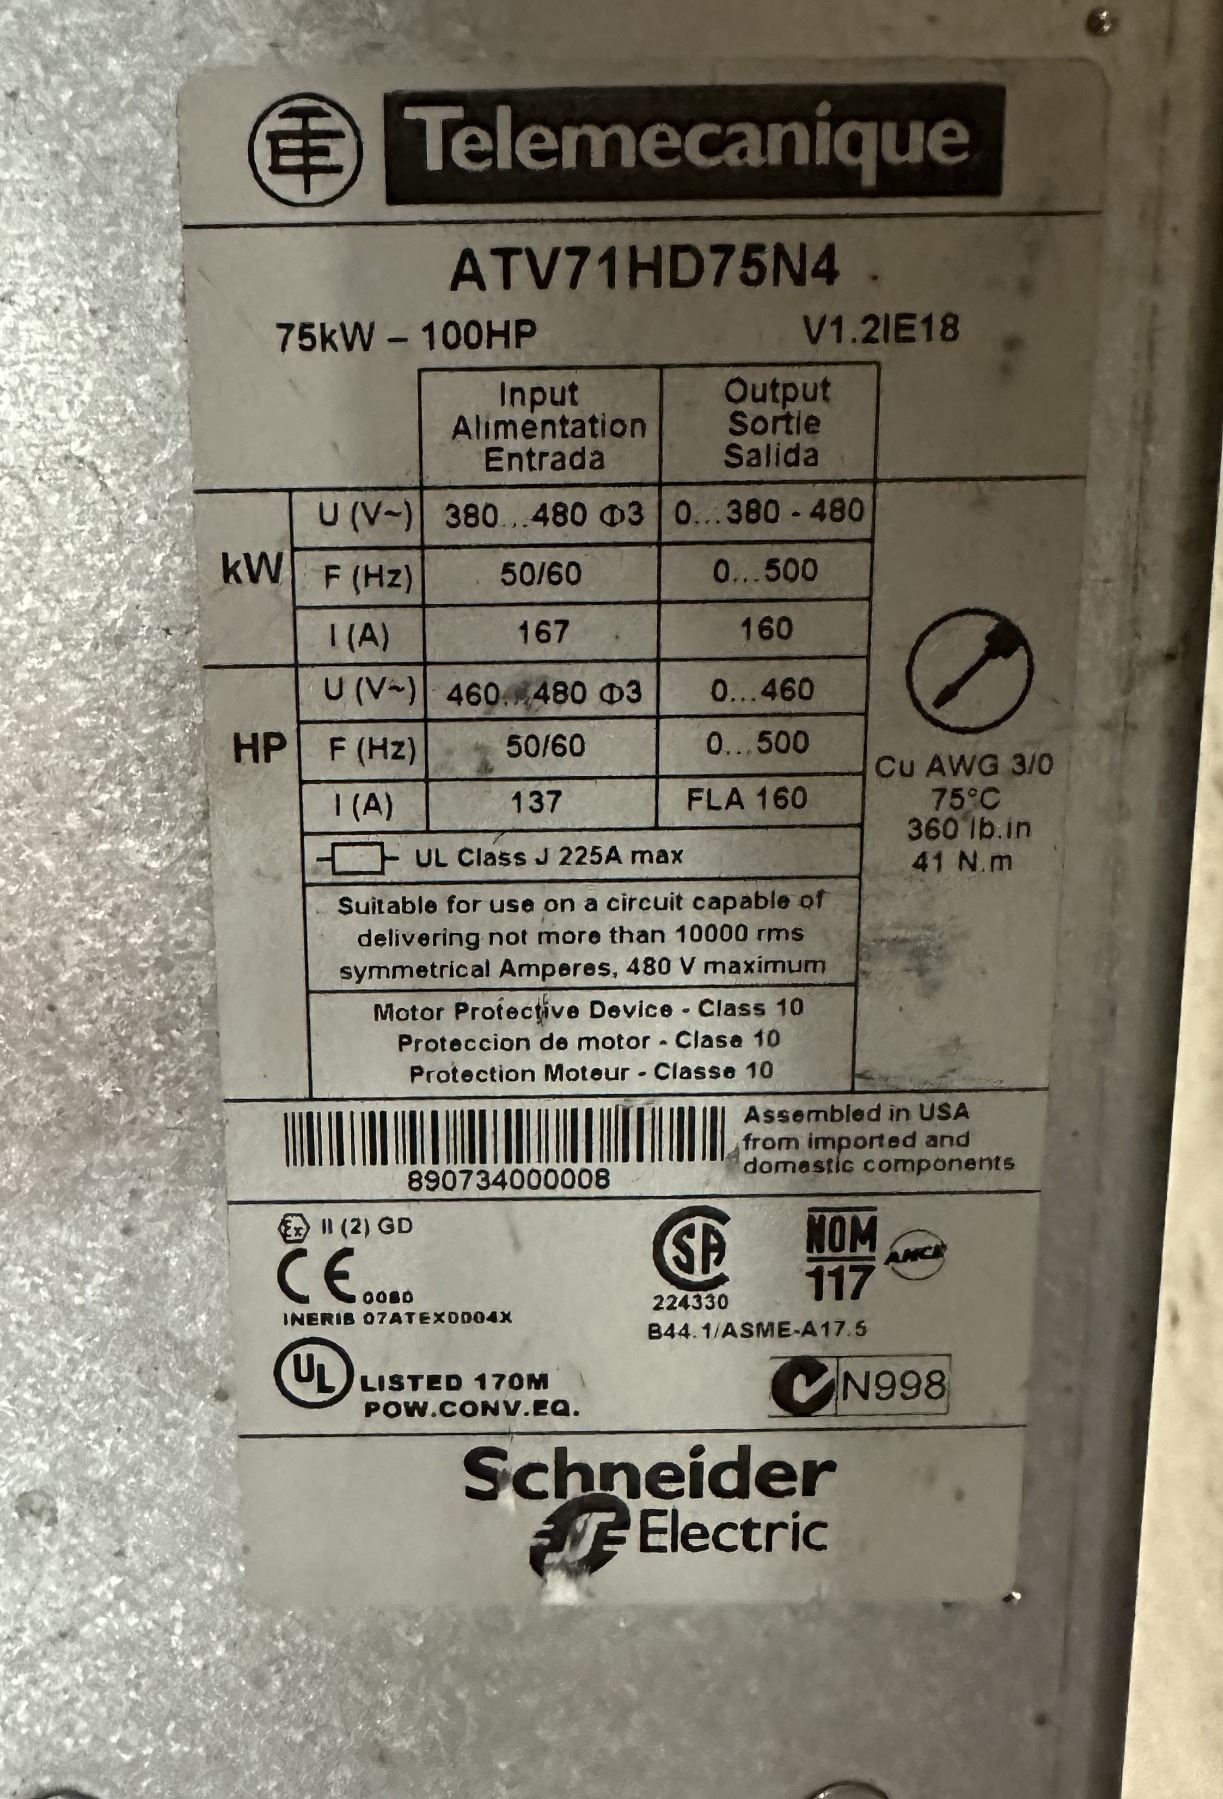 Telemecanique
ATV71HD75N4
75kW – 100HP V1.2IE18
Input Alimentation Entrada Output Sortie Salida
kW U (V~) 380...480 Φ3 0...380 - 480
F (Hz) 50/60 0...500
I (A) 167 160
HP U (V~) 460...480 Φ3 0...460
F (Hz) 50/60 0...500
I (A) 137 FLA 160
Cu AWG 3/0
75°C
360 lb.in
41 N.m
UL Class J 225A max
Suitable for use on a circuit capable of
delivering not more than 10000 rms
symmetrical Amperes, 480 V maximum
Motor Protective Device - Class 10
Proteccion de motor - Clase 10
Protection Moteur - Classe 10
890734000008
Assembled in USA
from imported and
domestic components
Ex II (2) GD
CE 0080
INERIS 07ATEX0004X
UL LISTED 170M
POW.CONV.EQ.
SA
224330
B44.1/ASME-A17.5
NOM
117
ANCE
N998
Schneider
Electric